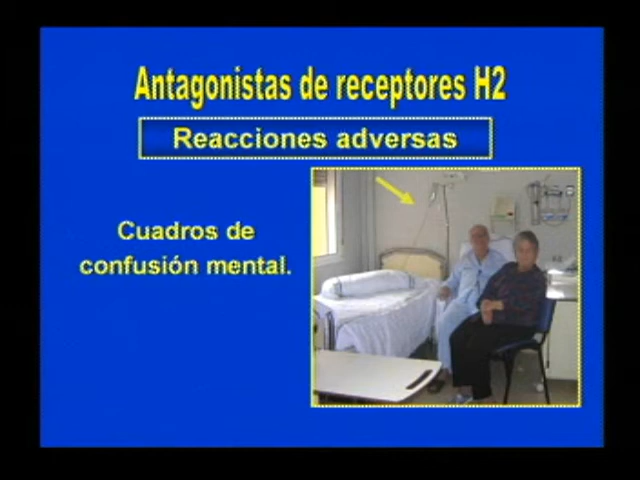 Antagonistas de receptores H2
Reacciones adversas
Cuadros de
confusión mental.